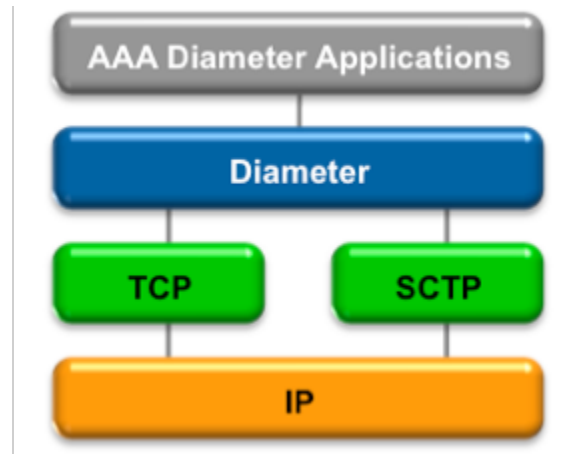 AAA Diameter Applications
Diameter
TCP
SCTP
IP